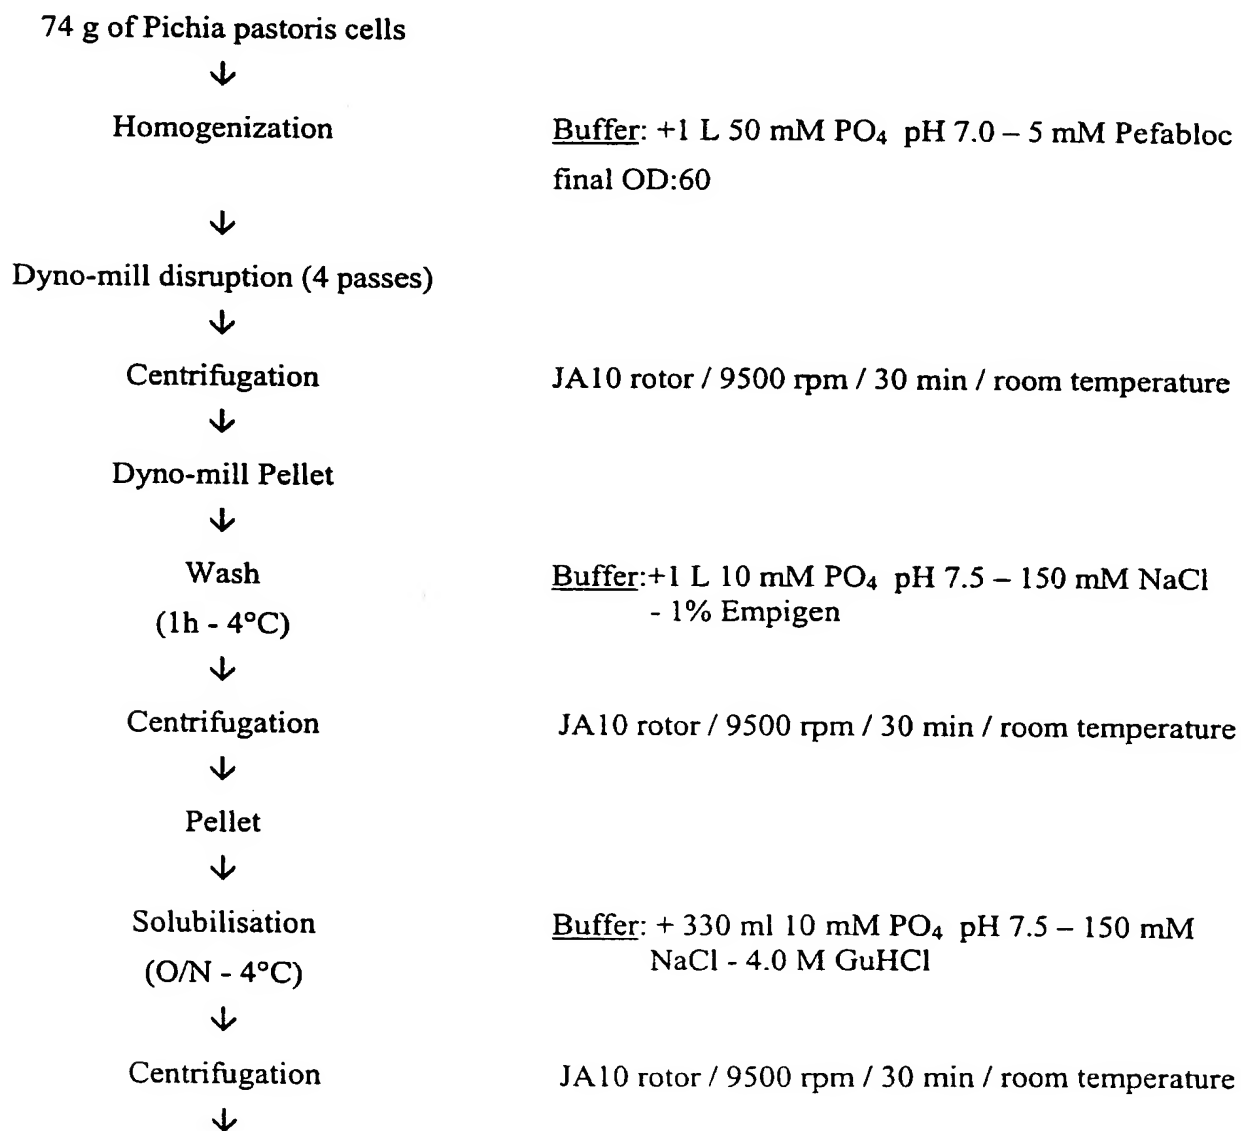 74 g of Pichia pastoris cells
↓
Homogenization Buffer: +1 L 50 mM PO₄ pH 7.0 – 5 mM Pefabloc
final OD:60
↓
Dyno-mill disruption (4 passes)
↓
Centrifugation JA10 rotor / 9500 rpm / 30 min / room temperature
↓
Dyno-mill Pellet
↓
Wash Buffer:+1 L 10 mM PO₄ pH 7.5 – 150 mM NaCl
(1h - 4°C) - 1% Empigen
↓
Centrifugation JA10 rotor / 9500 rpm / 30 min / room temperature
↓
Pellet
↓
Solubilisation Buffer: + 330 ml 10 mM PO₄ pH 7.5 – 150 mM
(O/N - 4°C) NaCl - 4.0 M GuHCl
↓
Centrifugation JA10 rotor / 9500 rpm / 30 min / room temperature
↓